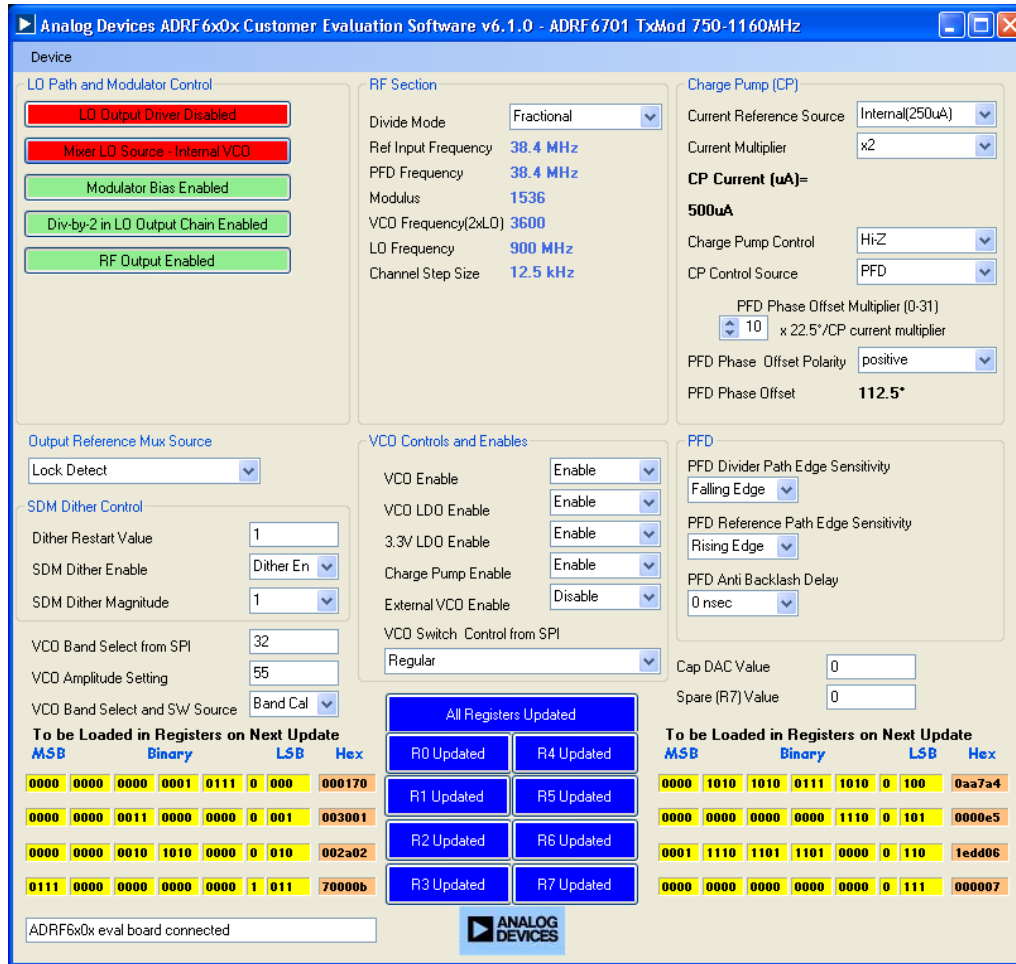 Analog Devices ADRF6x0x Customer Evaluation Software v6.1.0 - ADRF6701 TxMod 750-1160MHz
Device
LO Path and Modulator Control
LO Output Driver Disabled
Mixer LO Source - Internal VCO
Modulator Bias Enabled
Div-by-2 in LO Output Chain Enabled
RF Output Enabled
RF Section
Divide Mode Fractional
Ref Input Frequency 38.4 MHz
PFD Frequency 38.4 MHz
Modulus 1536
VCO Frequency(2xLO) 3600
LO Frequency 900 MHz
Channel Step Size 12.5 kHz
Charge Pump (CP)
Current Reference Source Internal(250uA)
Current Multiplier x2
CP Current (uA)=
500uA
Charge Pump Control Hi-Z
CP Control Source PFD
PFD Phase Offset Multiplier (0-31)
10 x 22.5°/CP current multiplier
PFD Phase Offset Polarity positive
PFD Phase Offset 112.5°
Output Reference Mux Source
Lock Detect
SDM Dither Control
Dither Restart Value 1
SDM Dither Enable Dither En
SDM Dither Magnitude 1
VCO Band Select from SPI 32
VCO Amplitude Setting 55
VCO Band Select and SW Source Band Cal
VCO Controls and Enables
VCO Enable Enable
VCO LDO Enable Enable
3.3V LDO Enable Enable
Charge Pump Enable Enable
External VCO Enable Disable
VCO Switch Control from SPI
Regular
PFD
PFD Divider Path Edge Sensitivity
Falling Edge
PFD Reference Path Edge Sensitivity
Rising Edge
PFD Anti Backlash Delay
0 nsec
Cap DAC Value 0
Spare (R7) Value 0
To be Loaded in Registers on Next Update
MSB Binary LSB Hex
0000 0000 0000 0001 0111 0 000 000170
0000 0000 0011 0000 0000 0 001 003001
0000 0000 0010 1010 0000 0 010 002a02
0111 0000 0000 0000 0000 1 011 70000b
All Registers Updated
R0 Updated R4 Updated
R1 Updated R5 Updated
R2 Updated R6 Updated
R3 Updated R7 Updated
To be Loaded in Registers on Next Update
MSB Binary LSB Hex
0000 1010 1010 0111 1010 0 100 0aa7a4
0000 0000 0000 0000 1110 0 101 0000e5
0001 1110 1101 1101 0000 0 110 1edd06
0000 0000 0000 0000 0000 0 111 000007
ADRF6x0x eval board connected
ANALOG
DEVICES